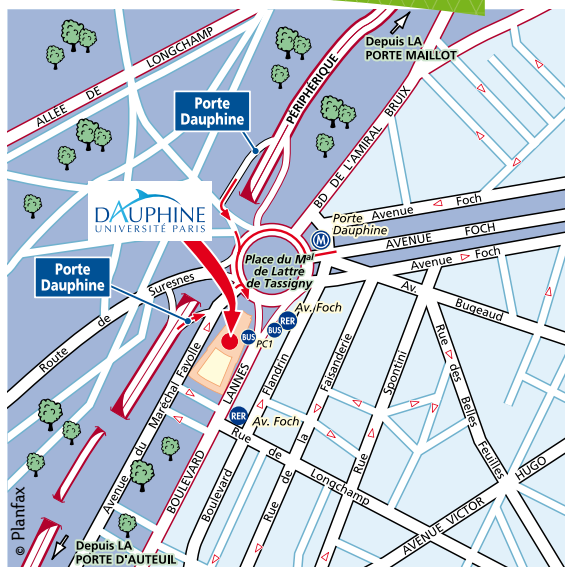 Depuis LA
PORTE MAILLOT
ALLÉE DE LONGCHAMP
PÉRIPHÉRIQUE
Porte
Dauphine
BD DE L'AMIRAL BRUIX
DAUPHINE
UNIVERSITÉ PARIS
Avenue Foch
Porte
Dauphine
M
AVENUE FOCH
Place du Mal
de Lattre
de Tassigny
Avenue Foch
Porte
Dauphine
Route de Suresnes
Av. Bugeaud
Av. Foch
RER
BUS
BUS
PC1
Avenue du Maréchal Fayolle
BOULEVARD LANNES
Boulevard Flandrin
Rue de la Faisanderie
Rue Spontini
Rue des Belles Feuilles
RER
Av. Foch
Rue de Longchamp
AVENUE VICTOR HUGO
Depuis LA
PORTE D'AUTEUIL
© Planfax